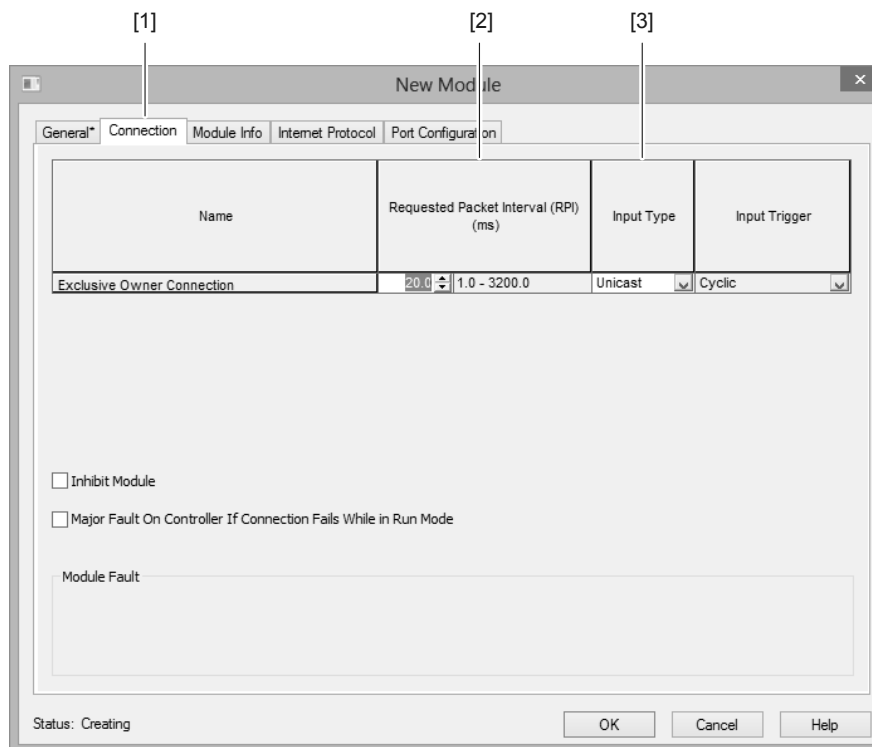 [1] [2] [3]
New Module
General* Connection Module Info Internet Protocol Port Configuration
Name Requested Packet Interval (RPI) Input Type Input Trigger
(ms)
Exclusive Owner Connection 20.0 1.0 - 3200.0 Unicast Cyclic
Inhibit Module
Major Fault On Controller If Connection Fails While in Run Mode
Module Fault
Status: Creating OK Cancel Help